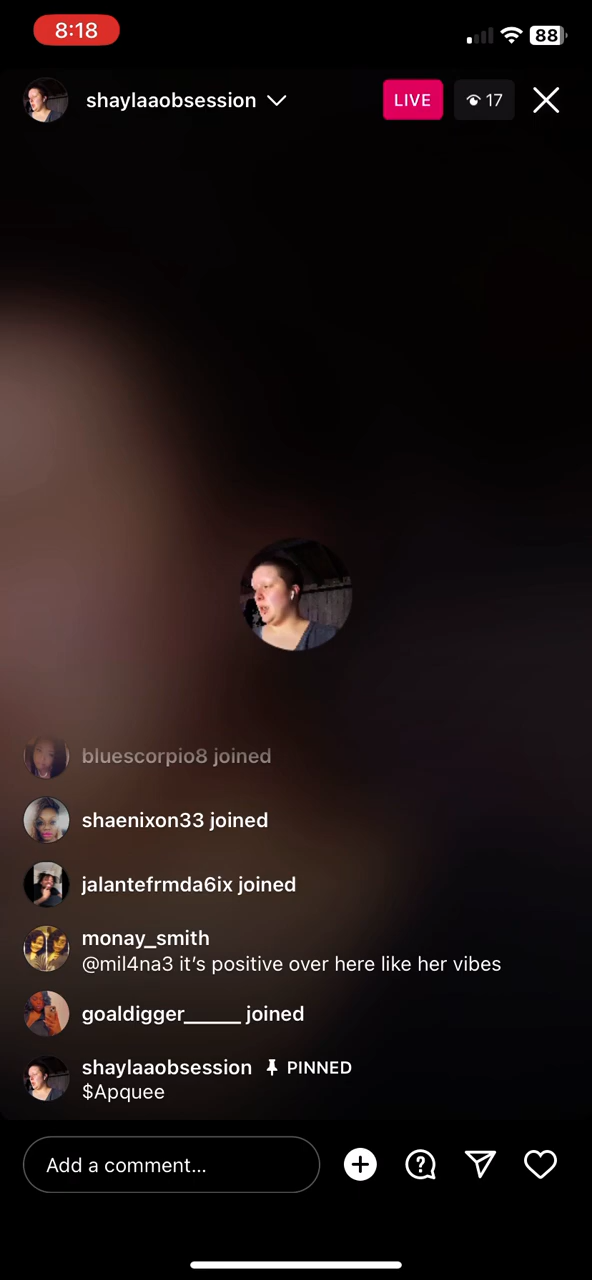 8:18
88
shaylaaobsession
LIVE
17
bluescorpio8 joined
shaenixon33 joined
jalantefrmda6ix joined
monay_smith
@mil4na3 it's positive over here like her vibes
goaldigger______ joined
shaylaaobsession PINNED
$Apquee
Add a comment...